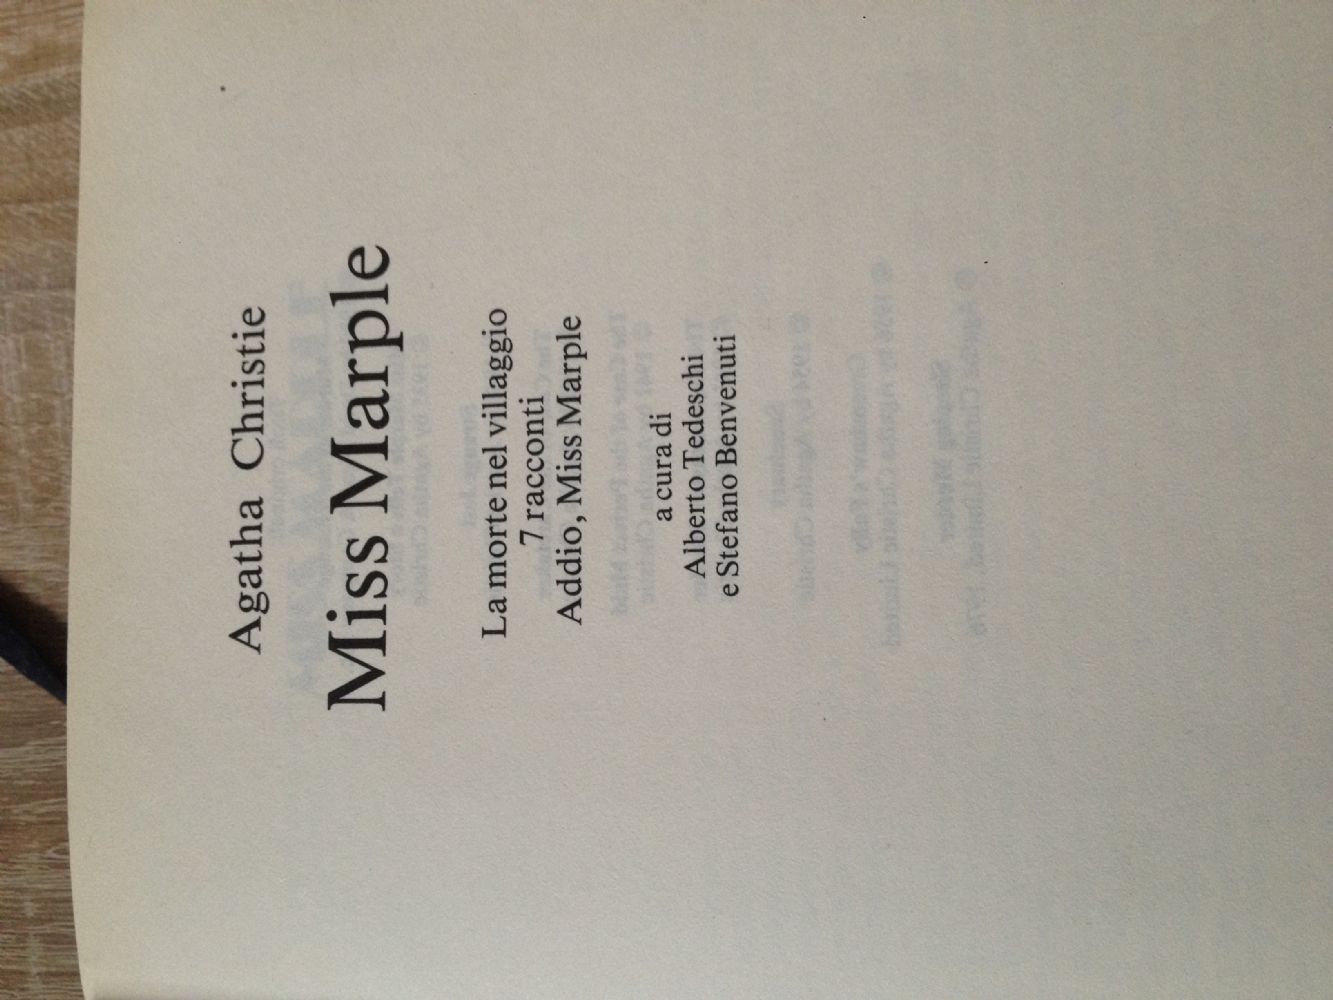 Agatha Christie
Miss Marple
La morte nel villaggio
7 racconti
Addio, Miss Marple
a cura di
Alberto Tedeschi
e Stefano Benvenuti